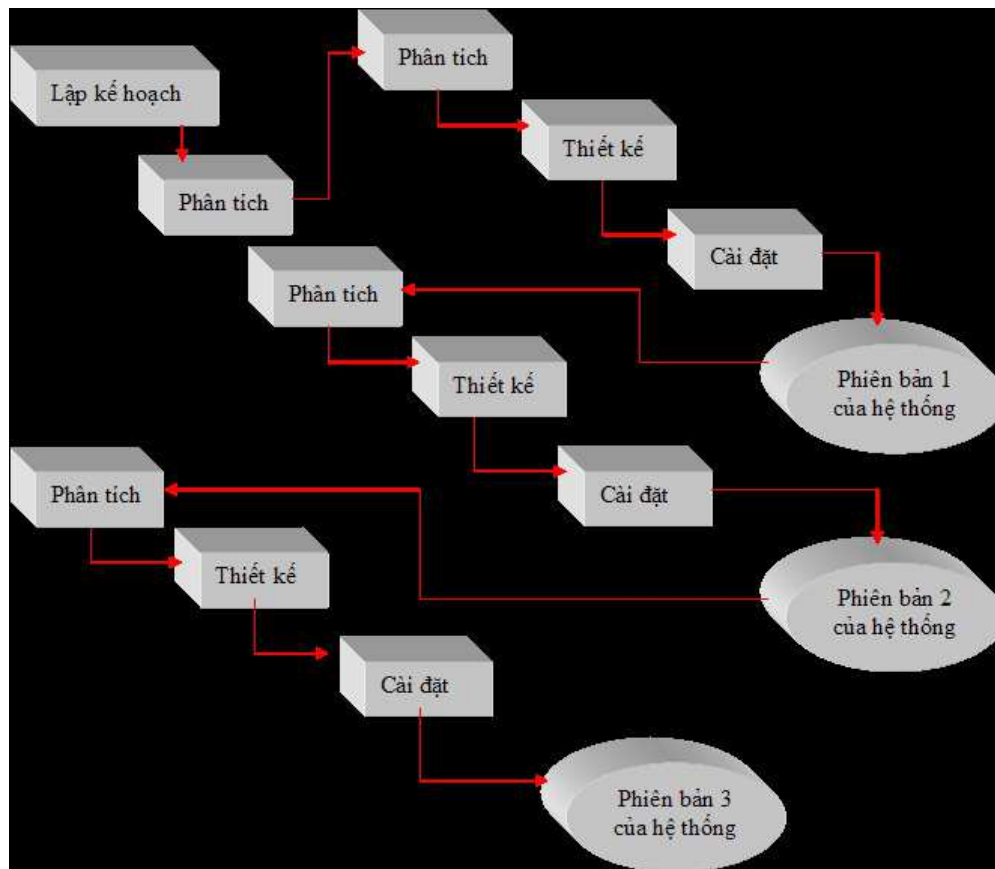 Lập kế hoạch
Phân tích
Phân tích
Thiết kế
Cài đặt
Phiên bản 1
của hệ thống
Phân tích
Thiết kế
Cài đặt
Phiên bản 2
của hệ thống
Phân tích
Thiết kế
Cài đặt
Phiên bản 3
của hệ thống